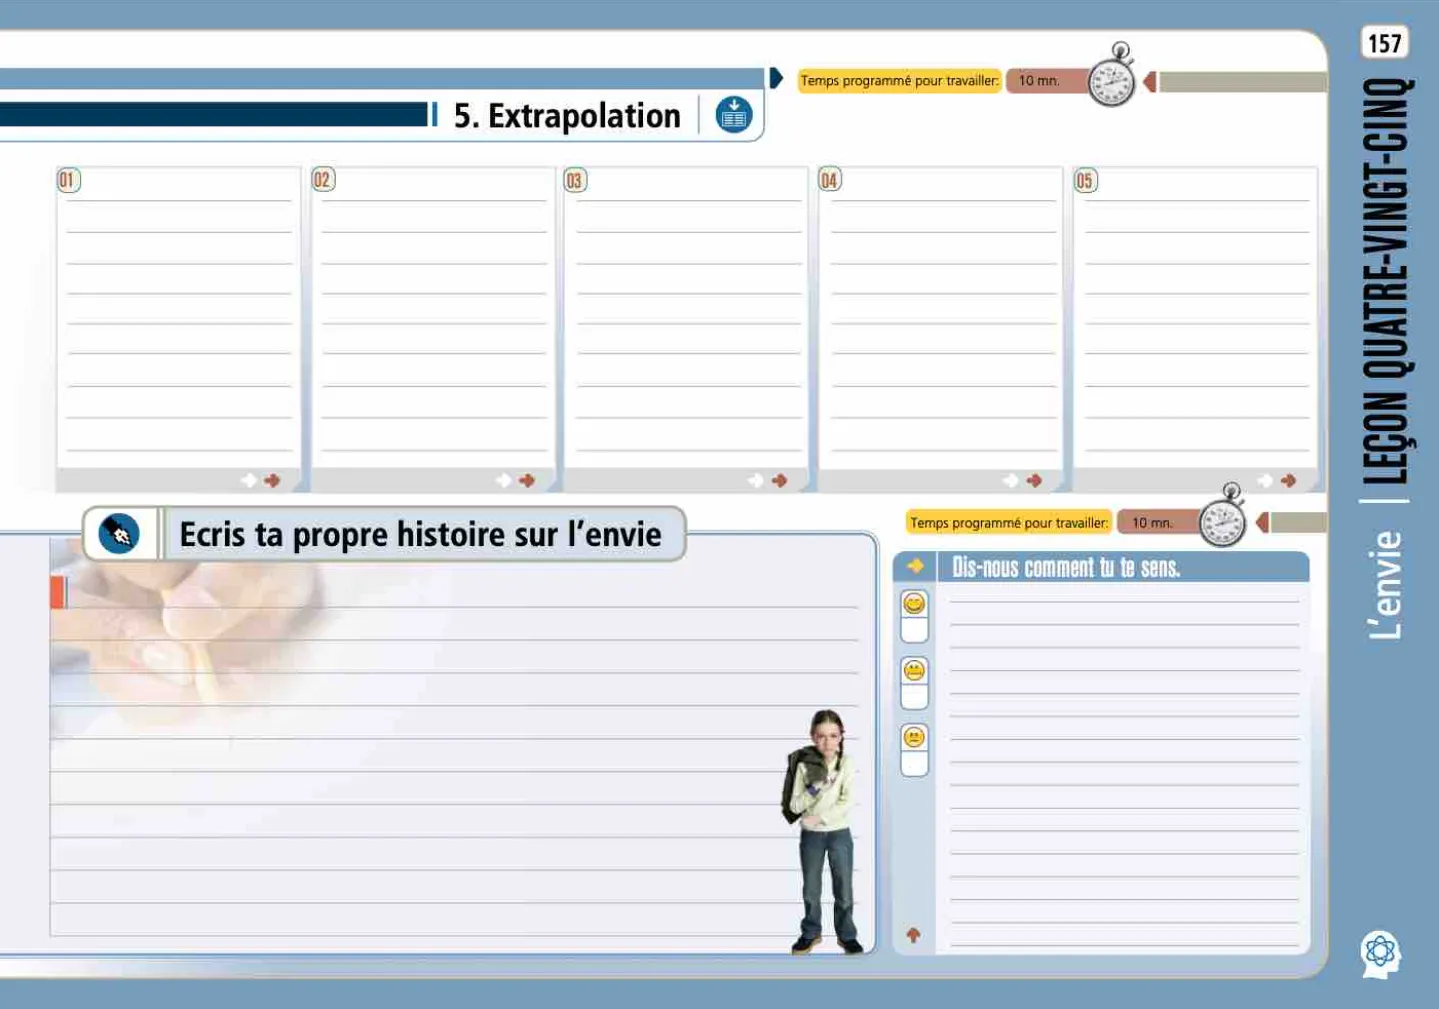 157
Temps programmé pour travailler:
10 mn.
5. Extrapolation
01
02
03
04
05
Temps programmé pour travailler:
10 mn.
Ecris ta propre histoire sur l’envie
Dis-nous comment tu te sens.
LEÇON QUATRE-VINGT-CINQ
L’envie